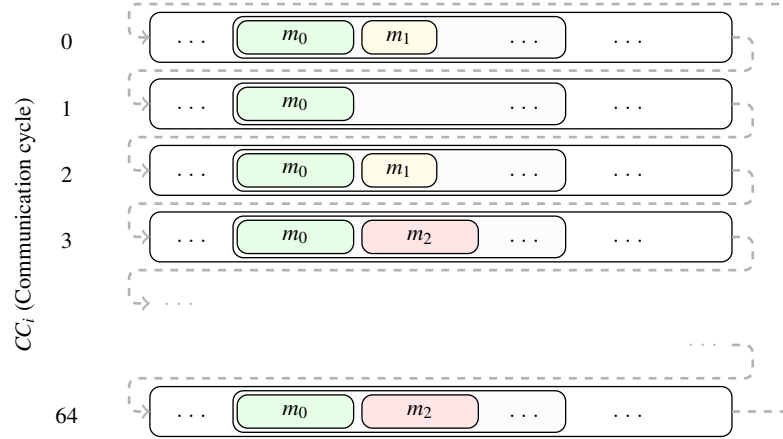 0 . . . m0 m1 . . . . . .
1 . . . m0 . . . . . .
2 . . . m0 m1 . . . . . .
3 . . . m0 m2 . . . . . .
. . .
. . .
64 . . . m0 m2 . . . . . .
CCi (Communication cycle)